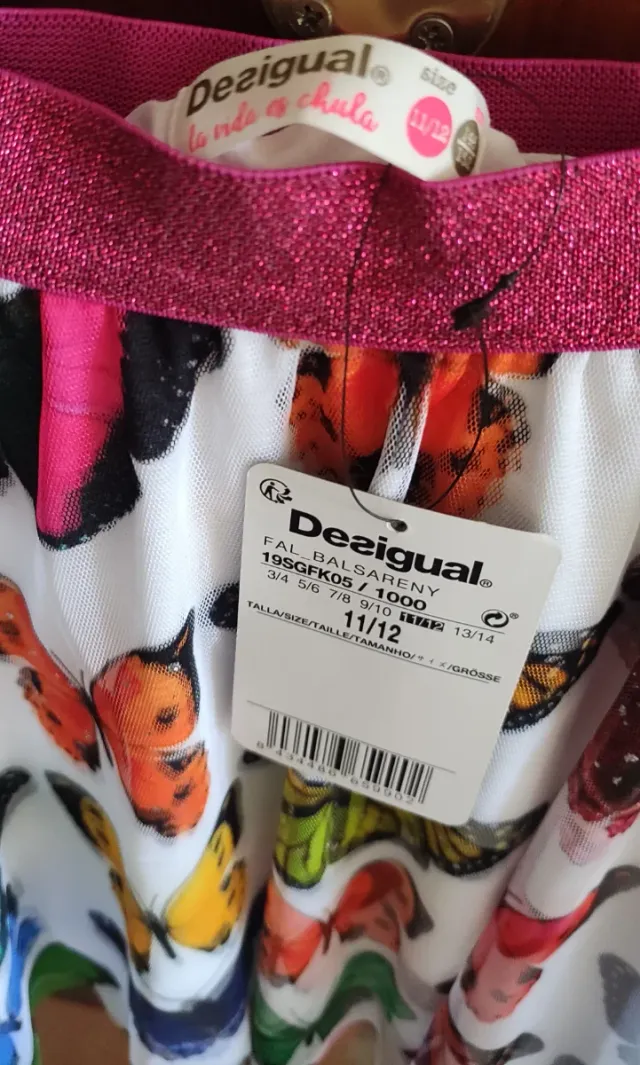 Desigual®
size
la vida es chula
11/12
Desigual®
FAL_BALSARENY
19SGFK05 / 1000
3/4 5/6 7/8 9/10 11/12 13/14
11/12
TALLA/SIZE/TAILLE/TAMANHO/サイズ/GRÖSSE